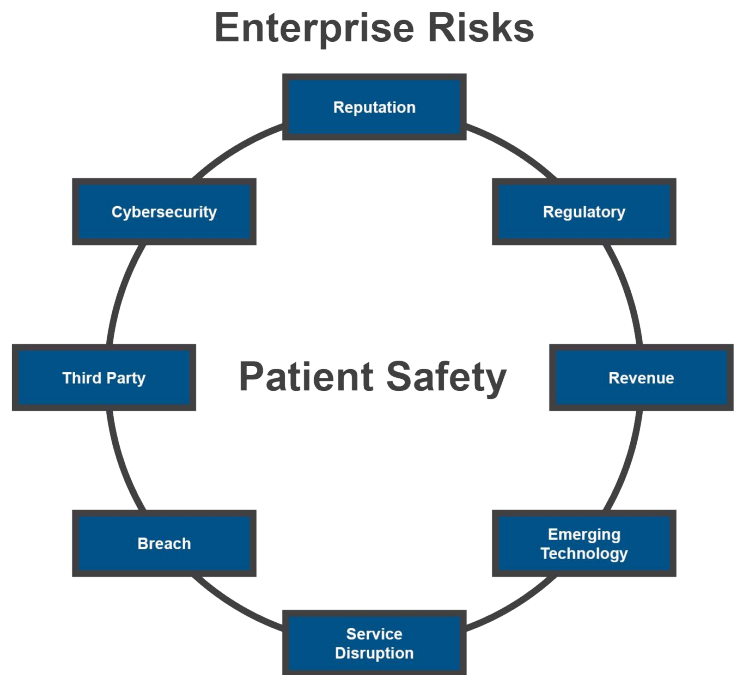 Enterprise Risks
Reputation
Cybersecurity
Regulatory
Third Party
Patient Safety
Revenue
Breach
Emerging
Technology
Service
Disruption